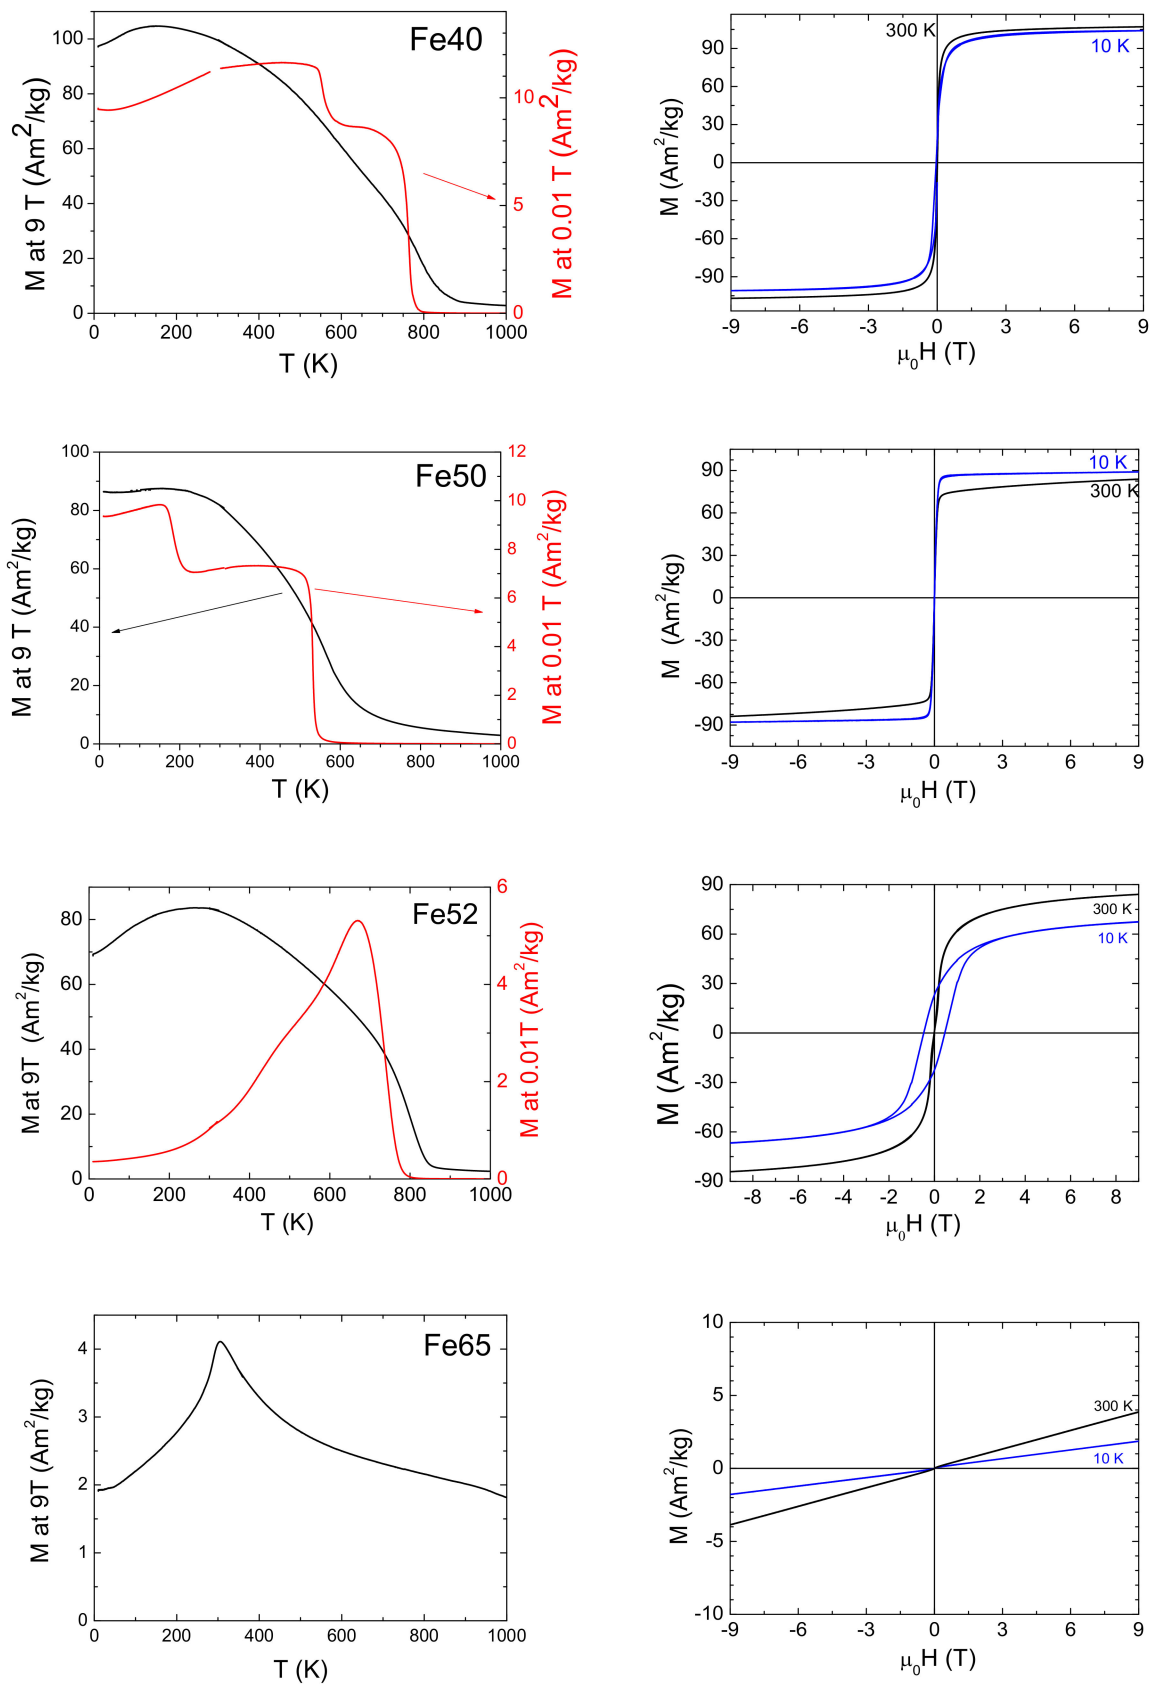 Fe40
M at 9 T (Am²/kg)
100
80
60
40
20
0
0 200 400 600 800 1000
T (K)
10
5
0
M at 0.01 T (Am²/kg)
300 K
10 K
M (Am²/kg)
90
60
30
0
-30
-60
-90
-9 -6 -3 0 3 6 9
μ₀H (T)
Fe50
M at 9 T (Am²/kg)
100
80
60
40
20
0
0 200 400 600 800 1000
T (K)
12
10
8
6
4
2
0
M at 0.01 T (Am²/kg)
10 K
300 K
M (Am²/kg)
90
60
30
0
-30
-60
-90
-9 -6 -3 0 3 6 9
μ₀H (T)
Fe52
M at 9T (Am²/kg)
80
60
40
20
0
0 200 400 600 800 1000
T (K)
6
4
2
0
M at 0.01T (Am²/kg)
300 K
10 K
M (Am²/kg)
90
60
30
0
-30
-60
-90
-8 -6 -4 -2 0 2 4 6 8
μ₀H (T)
Fe65
M at 9T (Am²/kg)
4
3
2
1
0
0 200 400 600 800 1000
T (K)
300 K
10 K
M (Am²/kg)
10
5
0
-5
-10
-9 -6 -3 0 3 6 9
μ₀H (T)